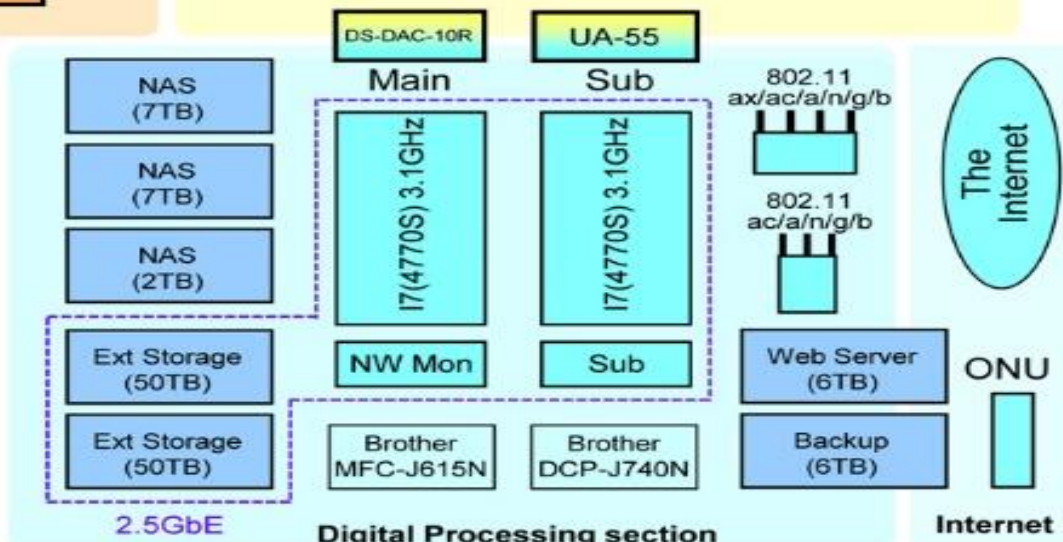 DS-DAC-10R
UA-55
Main
Sub
802.11
ax/ac/a/n/g/b
NAS
(7TB)
NAS
(7TB)
NAS
(2TB)
I7(4770S) 3.1GHz
I7(4770S) 3.1GHz
802.11
ac/a/n/g/b
The
Internet
Ext Storage
(50TB)
NW Mon
Sub
Web Server
(6TB)
ONU
Ext Storage
(50TB)
Brother
MFC-J615N
Brother
DCP-J740N
Backup
(6TB)
2.5GbE
Digital Processing section
Internet